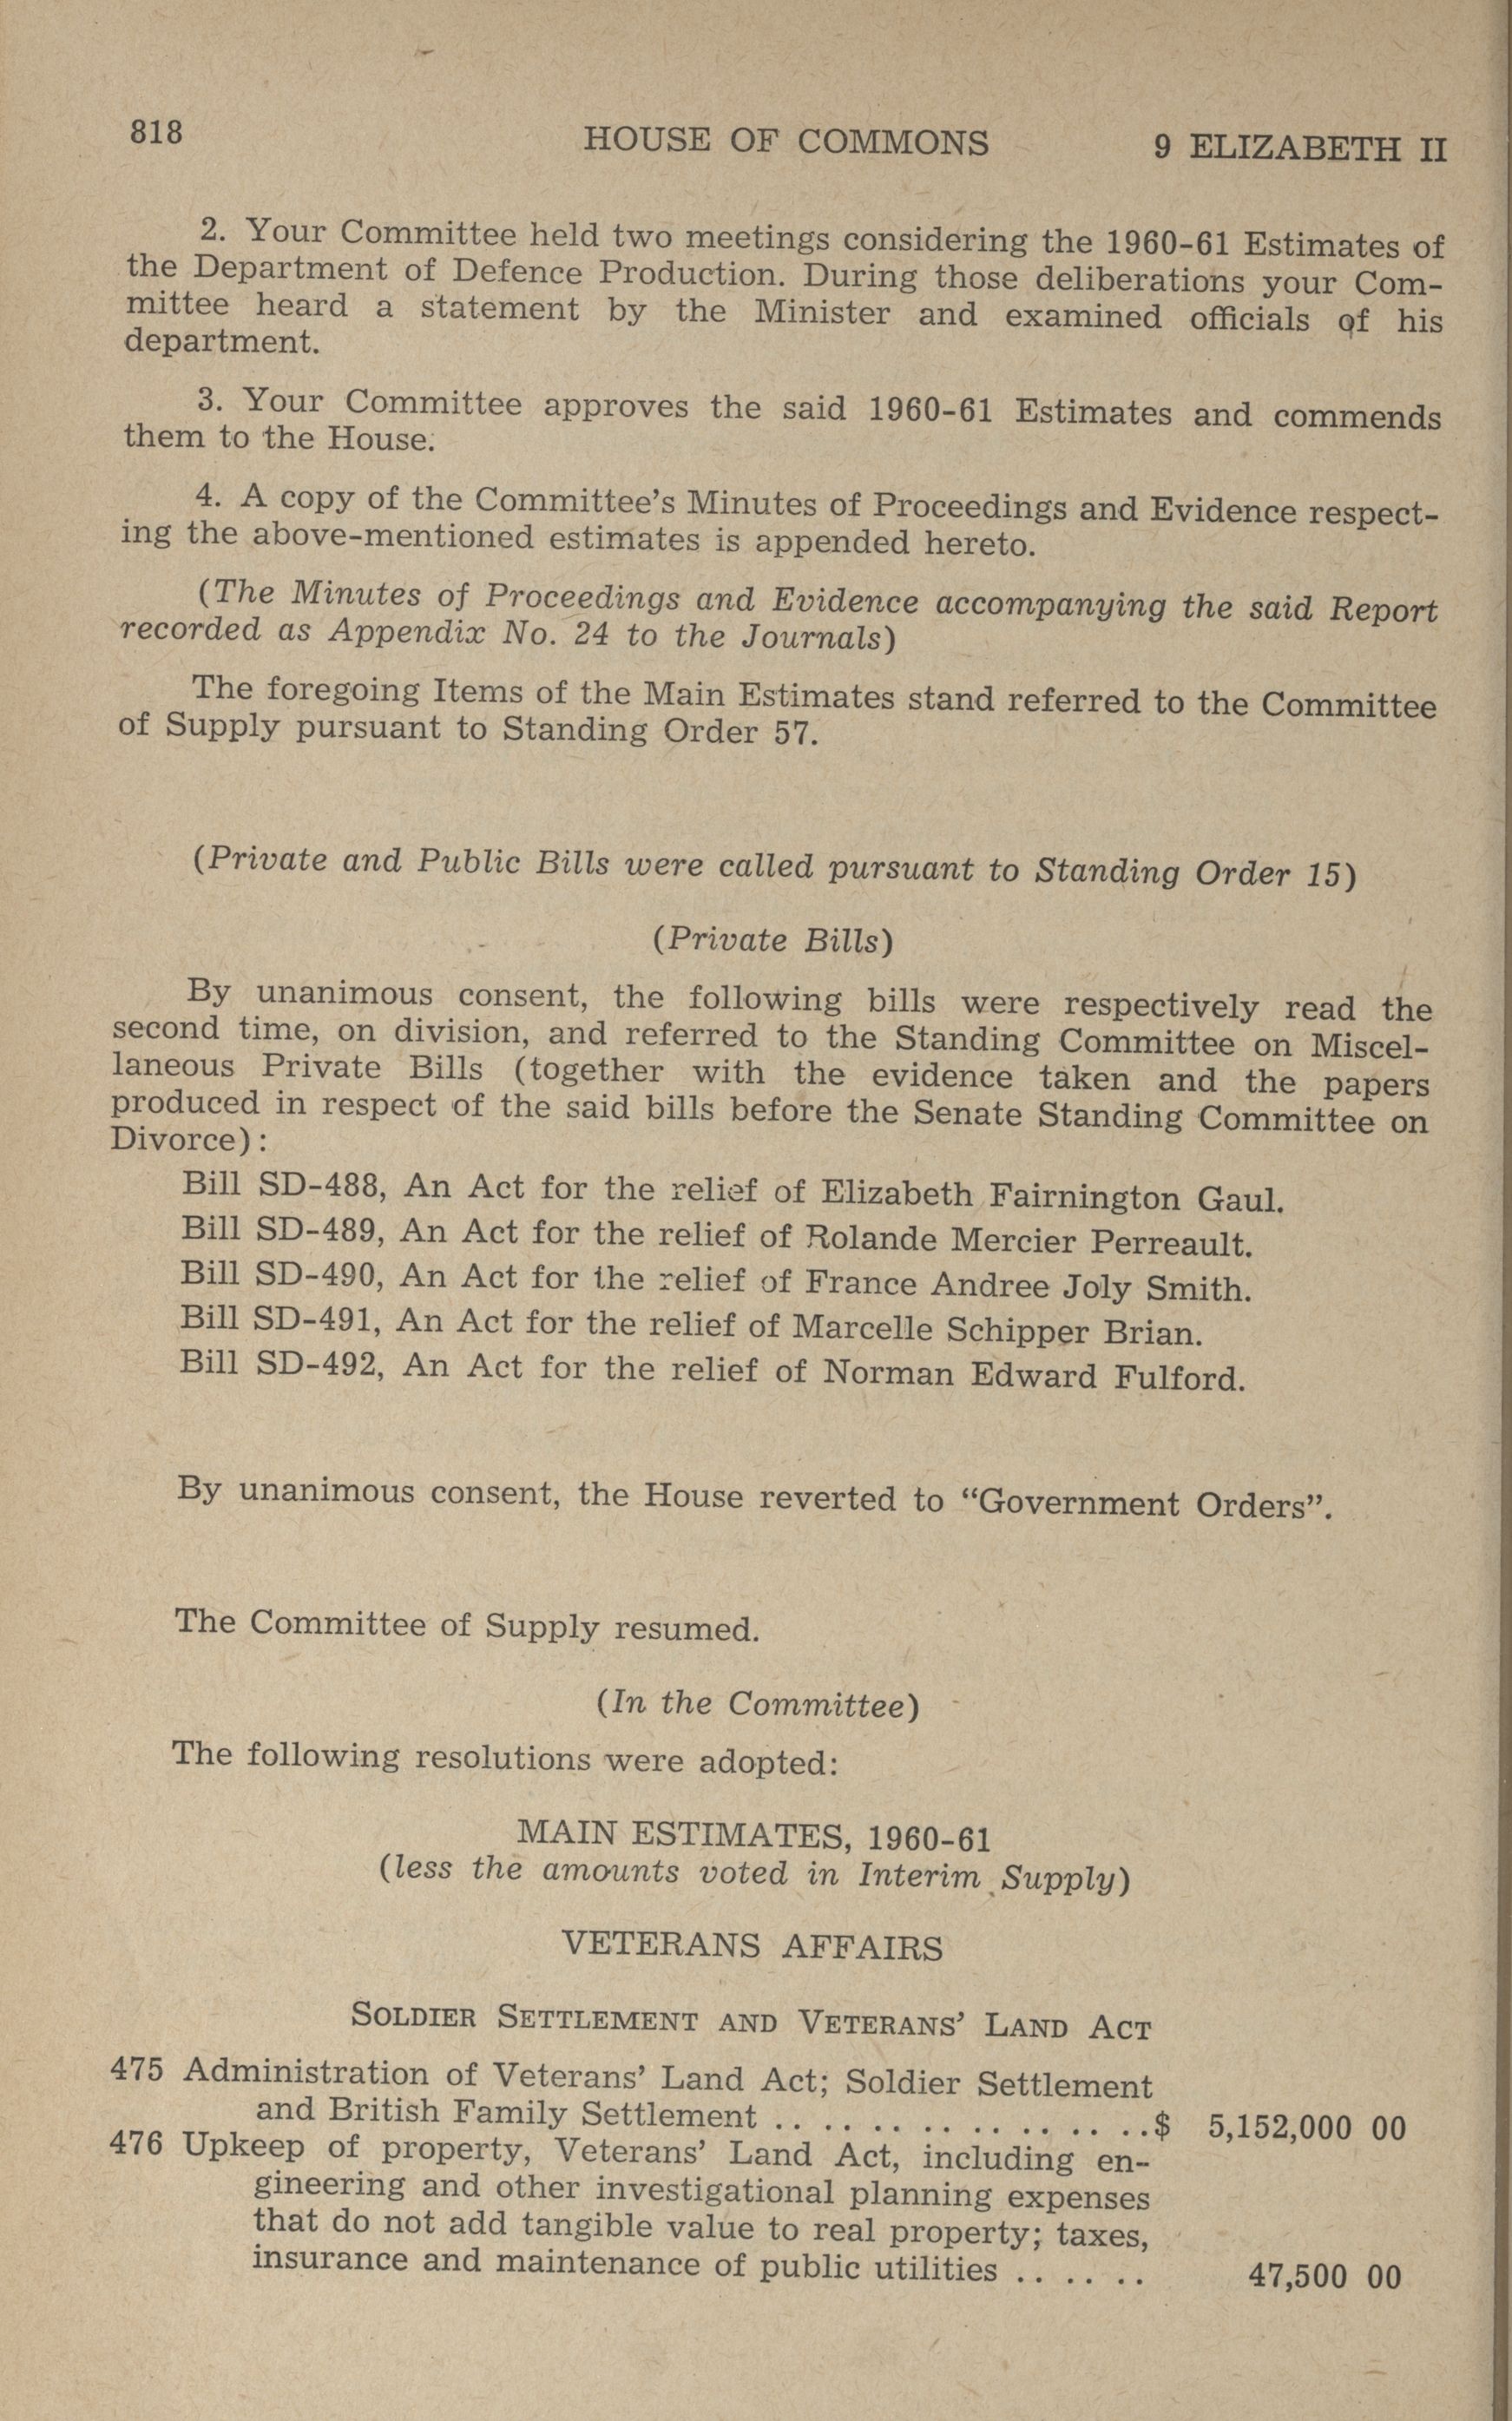 818 HOUSE OF COMMONS 9 ELIZABETH II
2. Your Committee held two meetings considering the 1960-61 Estimates of
the Department of Defence Production. During those deliberations your Com-
mittee heard a statement by the Minister and examined officials of his
department.
3. Your Committee approves the said 1960-61 Estimates and commends
them to the House.
4. A copy of the Committee's Minutes of Proceedings and Evidence respect-
ing the above-mentioned estimates is appended hereto.
(The Minutes of Proceedings and Evidence accompanying the said Report
recorded as Appendix No. 24 to the Journals)
The foregoing Items of the Main Estimates stand referred to the Committee
of Supply pursuant to Standing Order 57.
(Private and Public Bills were called pursuant to Standing Order 15)
(Private Bills)
By unanimous consent, the following bills were respectively read the
second time, on division, and referred to the Standing Committee on Miscel-
laneous Private Bills (together with the evidence taken and the papers
produced in respect of the said bills before the Senate Standing Committee on
Divorce):
Bill SD-488, An Act for the relief of Elizabeth Fairnington Gaul.
Bill SD-489, An Act for the relief of Rolande Mercier Perreault.
Bill SD-490, An Act for the relief of France Andree Joly Smith.
Bill SD-491, An Act for the relief of Marcelle Schipper Brian.
Bill SD-492, An Act for the relief of Norman Edward Fulford.
By unanimous consent, the House reverted to "Government Orders".
The Committee of Supply resumed.
(In the Committee)
The following resolutions were adopted:
MAIN ESTIMATES, 1960-61
(less the amounts voted in Interim Supply)
VETERANS AFFAIRS
SOLDIER SETTLEMENT AND VETERANS' LAND ACT
475 Administration of Veterans' Land Act; Soldier Settlement
and British Family Settlement .. .. .. .. .. .. .. ..$ 5,152,000 00
476 Upkeep of property, Veterans' Land Act, including en-
gineering and other investigational planning expenses
that do not add tangible value to real property; taxes,
insurance and maintenance of public utilities .. .. .. 47,500 00